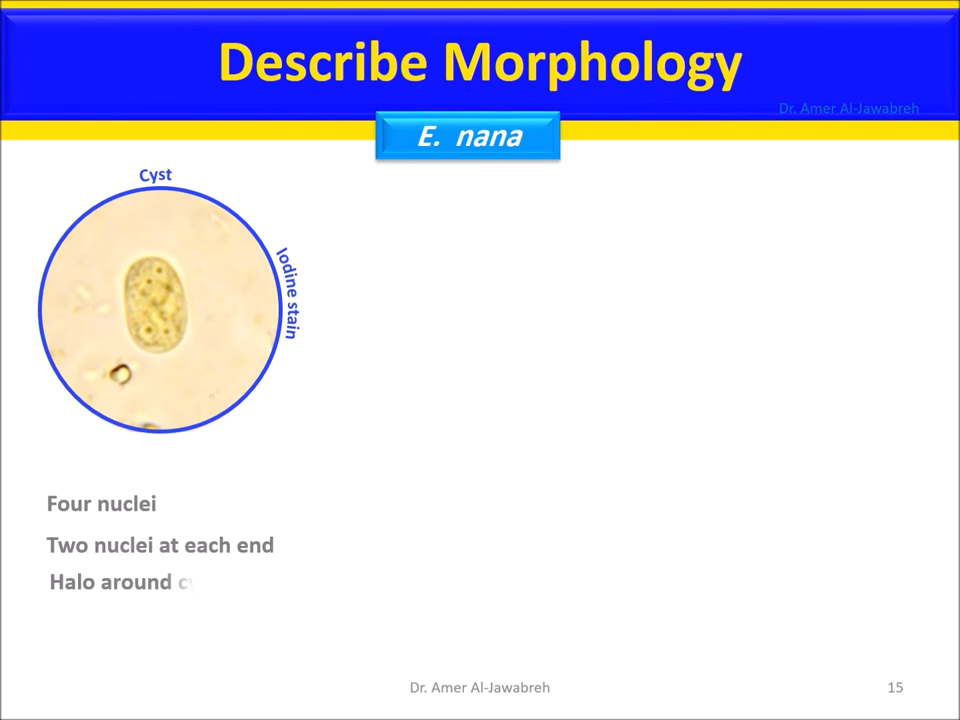 Describe Morphology
Dr. Amer Al-Jawabreh
E. nana
Cyst
Iodine stain
Four nuclei
Two nuclei at each end
Halo around
Dr. Amer Al-Jawabreh
15